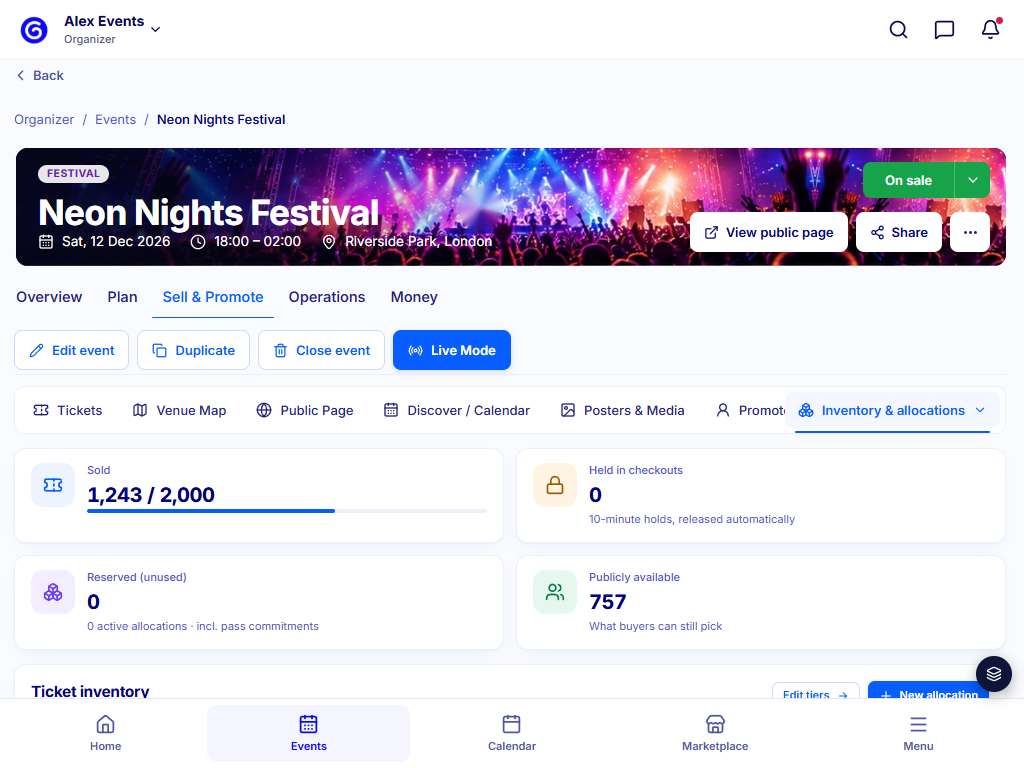 Alex Events
Organizer
Back
Organizer / Events / Neon Nights Festival
FESTIVAL
On sale
Neon Nights Festival
Sat, 12 Dec 2026 18:00 – 02:00 Riverside Park, London
View public page Share
Overview Plan Sell & Promote Operations Money
Edit event Duplicate Close event Live Mode
Tickets Venue Map Public Page Discover / Calendar Posters & Media Promot Inventory & allocations
Sold
1,243 / 2,000
Held in checkouts
0
10-minute holds, released automatically
Reserved (unused)
0
0 active allocations · incl. pass commitments
Publicly available
757
What buyers can still pick
Ticket inventory
Edit tiers → + New allocation
Home Events Calendar Marketplace Menu